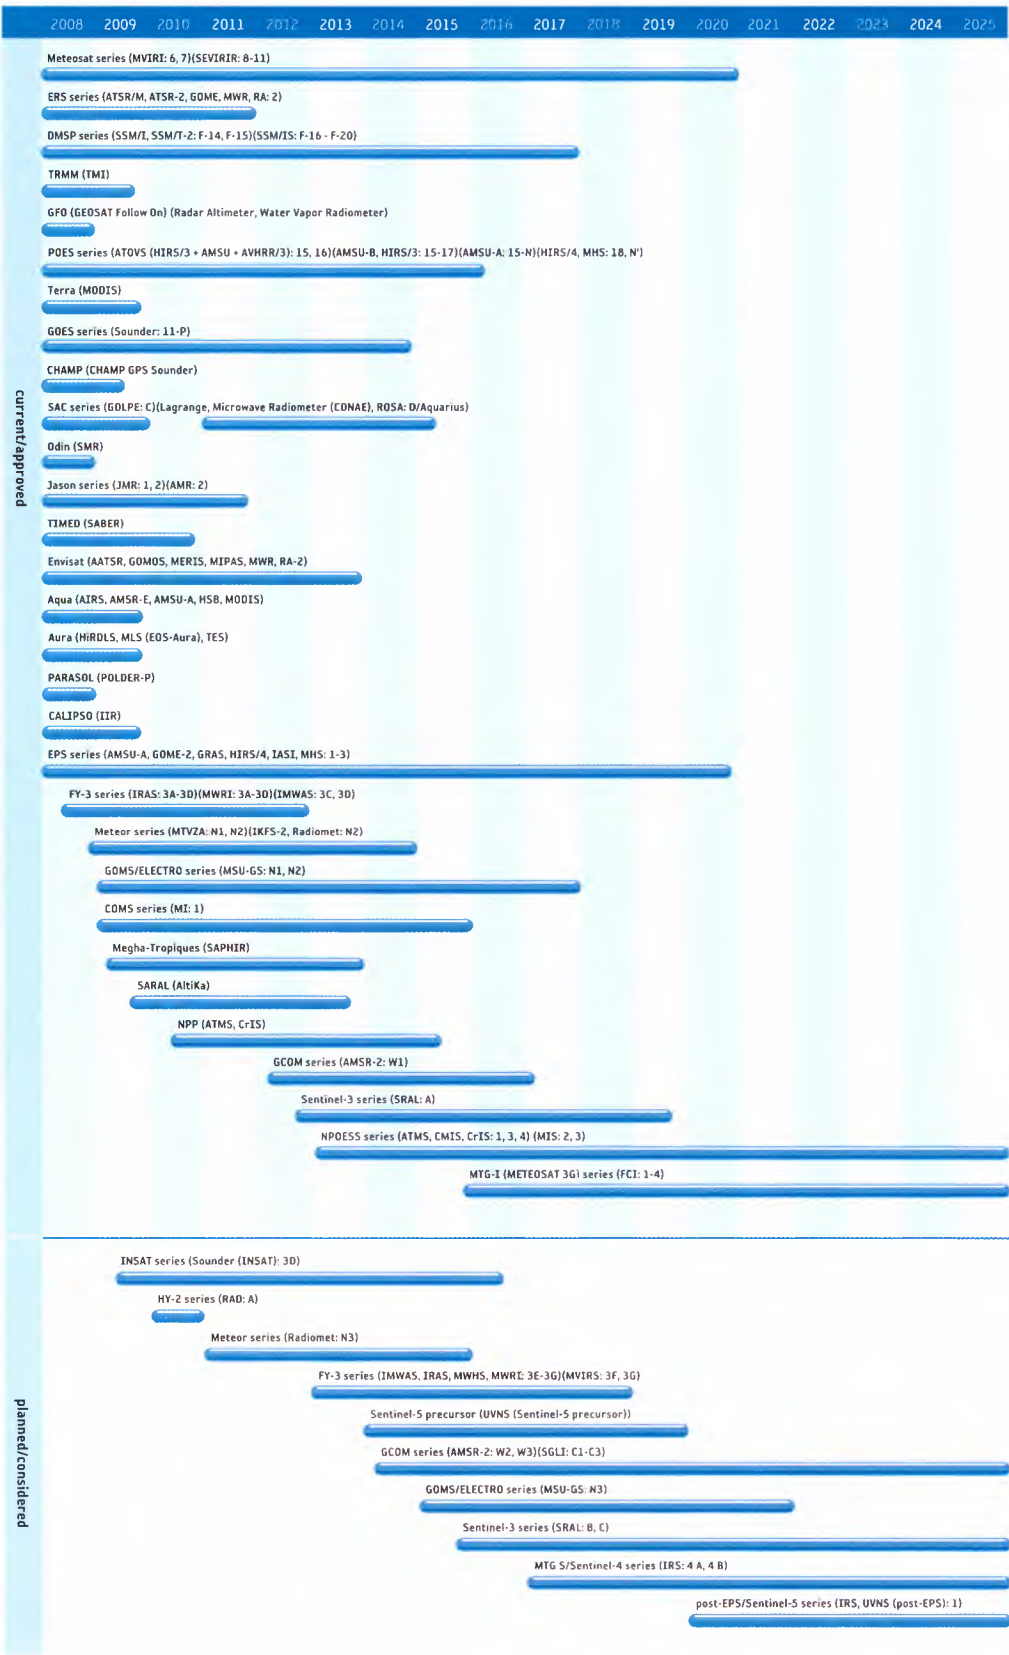 2008 2009 2010 2011 2012 2013 2014 2015 2016 2017 2018 2019 2020 2021 2022 2023 2024 2025
current/approved
Meteosat series (MVIRI: 6, 7)(SEVIRIR: 8-11)
ERS series (ATSR/M, ATSR-2, GOME, MWR, RA: 2)
DMSP series (SSM/I, SSM/T-2: F-14, F-15)(SSM/IS: F-16 - F-20)
TRMM (TMI)
GFO (GEOSAT Follow On) (Radar Altimeter, Water Vapor Radiometer)
POES series (ATOVS (HIRS/3 + AMSU + AVHRR/3): 15, 16)(AMSU-B, HIRS/3: 15-17)(AMSU-A: 15-N)(HIRS/4, MHS: 18, N')
Terra (MODIS)
GOES series (Sounder: 11-P)
CHAMP (CHAMP GPS Sounder)
SAC series (GOLPE: C)(Lagrange, Microwave Radiometer (CONAE), ROSA: D/Aquarius)
Odin (SMR)
Jason series (JMR: 1, 2)(AMR: 2)
TIMED (SABER)
Envisat (AATSR, GOMOS, MERIS, MIPAS, MWR, RA-2)
Aqua (AIRS, AMSR-E, AMSU-A, HSB, MODIS)
Aura (HiRDLS, MLS (EOS-Aura), TES)
PARASOL (POLDER-P)
CALIPSO (IIR)
EPS series (AMSU-A, GOME-2, GRAS, HIRS/4, IASI, MHS: 1-3)
FY-3 series (IRAS: 3A-3D)(MWRI: 3A-3D)(IMWAS: 3C, 3D)
Meteor series (MTVZA: N1, N2)(IKFS-2, Radiomet: N2)
GOMS/ELECTRO series (MSU-GS: N1, N2)
COMS series (MI: 1)
Megha-Tropiques (SAPHIR)
SARAL (AltiKa)
NPP (ATMS, CrIS)
GCOM series (AMSR-2: W1)
Sentinel-3 series (SRAL: A)
NPOESS series (ATMS, CMIS, CrIS: 1, 3, 4) (MIS: 2, 3)
MTG-I (METEOSAT 3G) series (FCI: 1-4)
planned/considered
INSAT series (Sounder (INSAT): 3D)
HY-2 series (RAD: A)
Meteor series (Radiomet: N3)
FY-3 series (IMWAS, IRAS, MWHS, MWRI: 3E-3G)(MVIRS: 3F, 3G)
Sentinel-5 precursor (UVNS (Sentinel-5 precursor))
GCOM series (AMSR-2: W2, W3)(SGLI: C1-C3)
GOMS/ELECTRO series (MSU-GS: N3)
Sentinel-3 series (SRAL: B, C)
MTG S/Sentinel-4 series (IRS: 4 A, 4 B)
post-EPS/Sentinel-5 series (IRS, UVNS (post-EPS): 1)